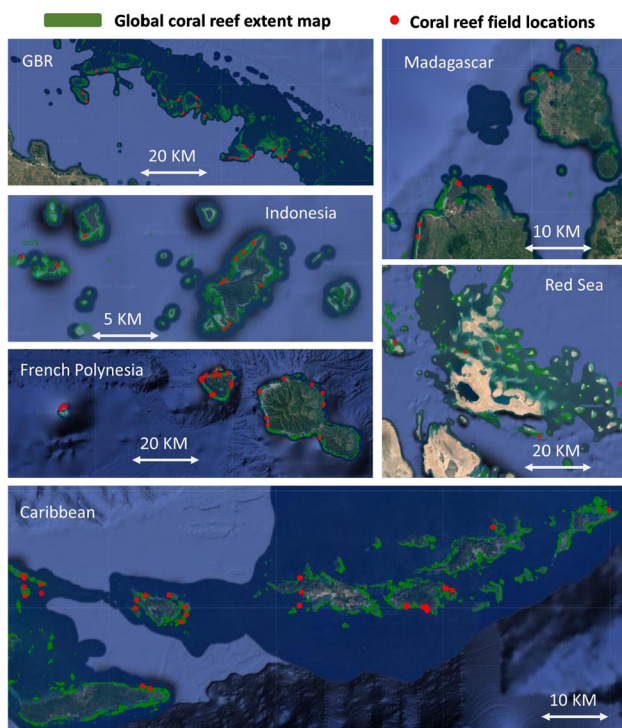 Global coral reef extent map
Coral reef field locations
GBR
20 KM
Madagascar
10 KM
Indonesia
5 KM
Red Sea
20 KM
French Polynesia
20 KM
Caribbean
10 KM